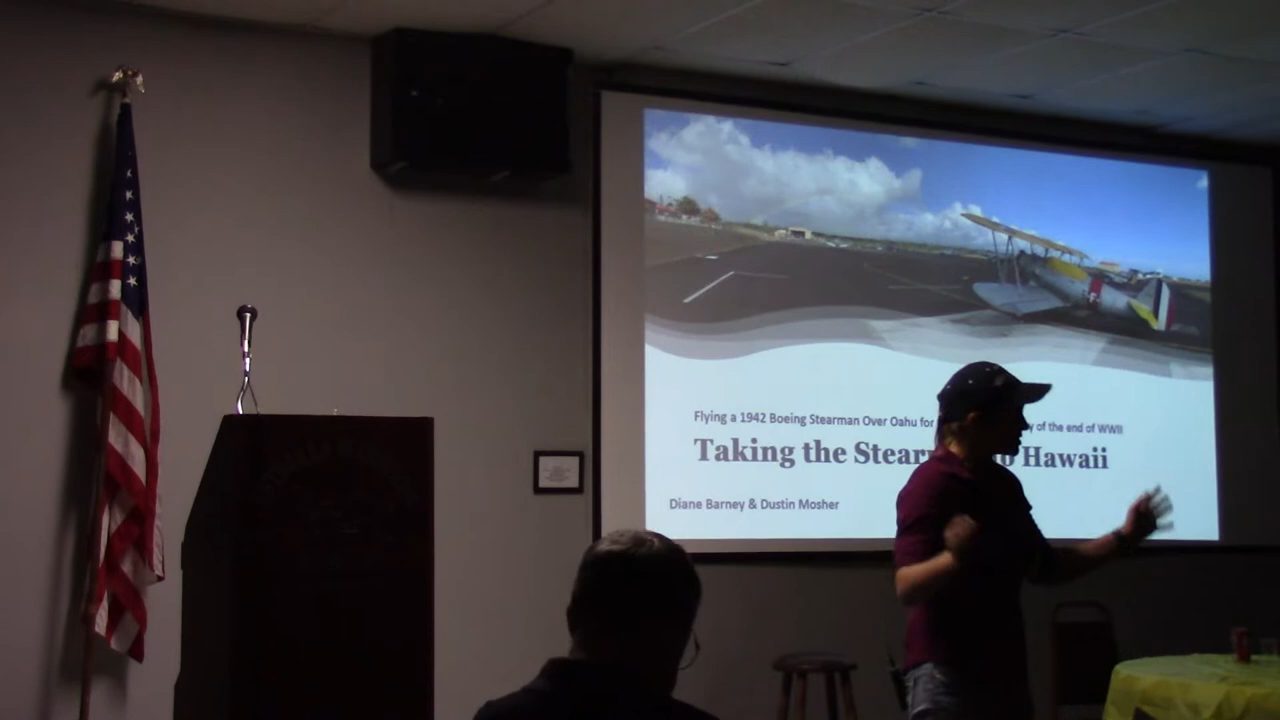 Flying a 1942 Boeing Stearman Over Oahu for y of the end of WWII
Taking the Stear o Hawaii
Diane Barney & Dustin Mosher